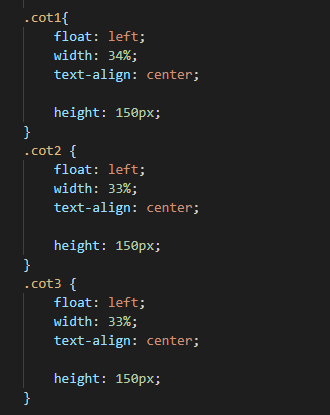 .cot1{
    float: left;
    width: 34%;
    text-align: center;

    height: 150px;
}
.cot2 {
    float: left;
    width: 33%;
    text-align: center;

    height: 150px;
}
.cot3 {
    float: left;
    width: 33%;
    text-align: center;

    height: 150px;
}